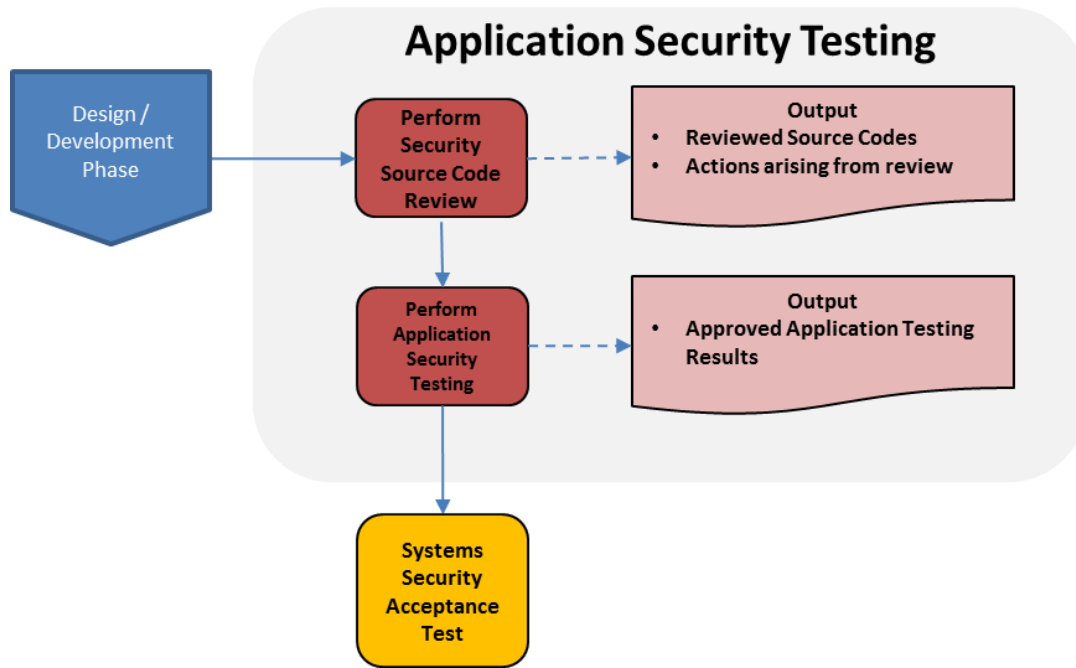 Application Security Testing
Design /
Development
Phase
Perform
Security
Source Code
Review
Output
• Reviewed Source Codes
• Actions arising from review
Perform
Application
Security
Testing
Output
• Approved Application Testing
Results
Systems
Security
Acceptance
Test